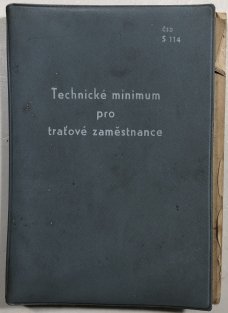 ČSD
S 114
Technické minimum
pro
traťové zaměstnance